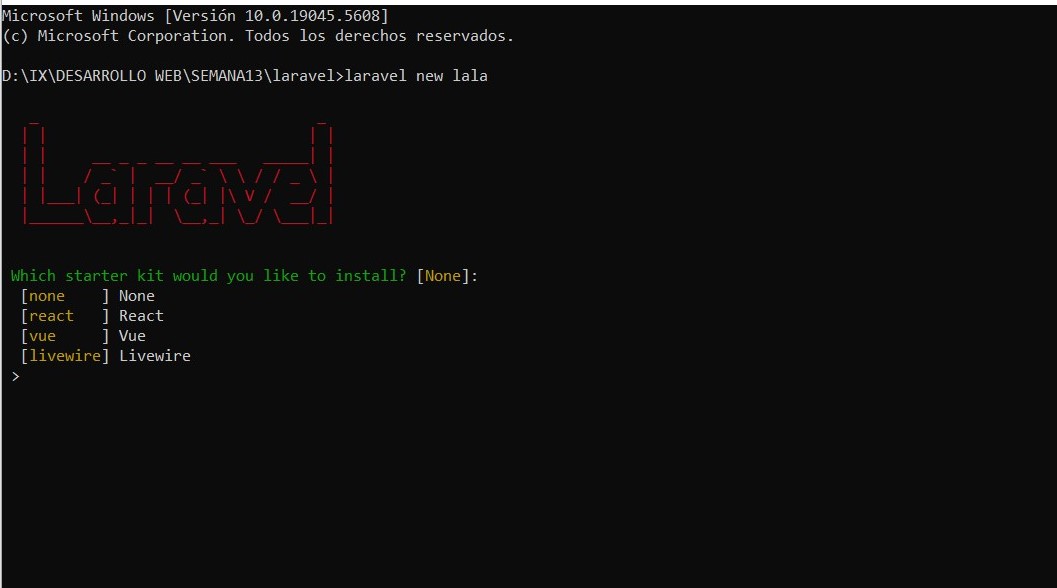 Microsoft Windows [Versión 10.0.19045.5608]
(c) Microsoft Corporation. Todos los derechos reservados.
D:\IX\DESARROLLO WEB\SEMANA13\laravel>laravel new lala
Laravel
Which starter kit would you like to install? [None]:
[none    ] None
[react   ] React
[vue     ] Vue
[livewire] Livewire
>